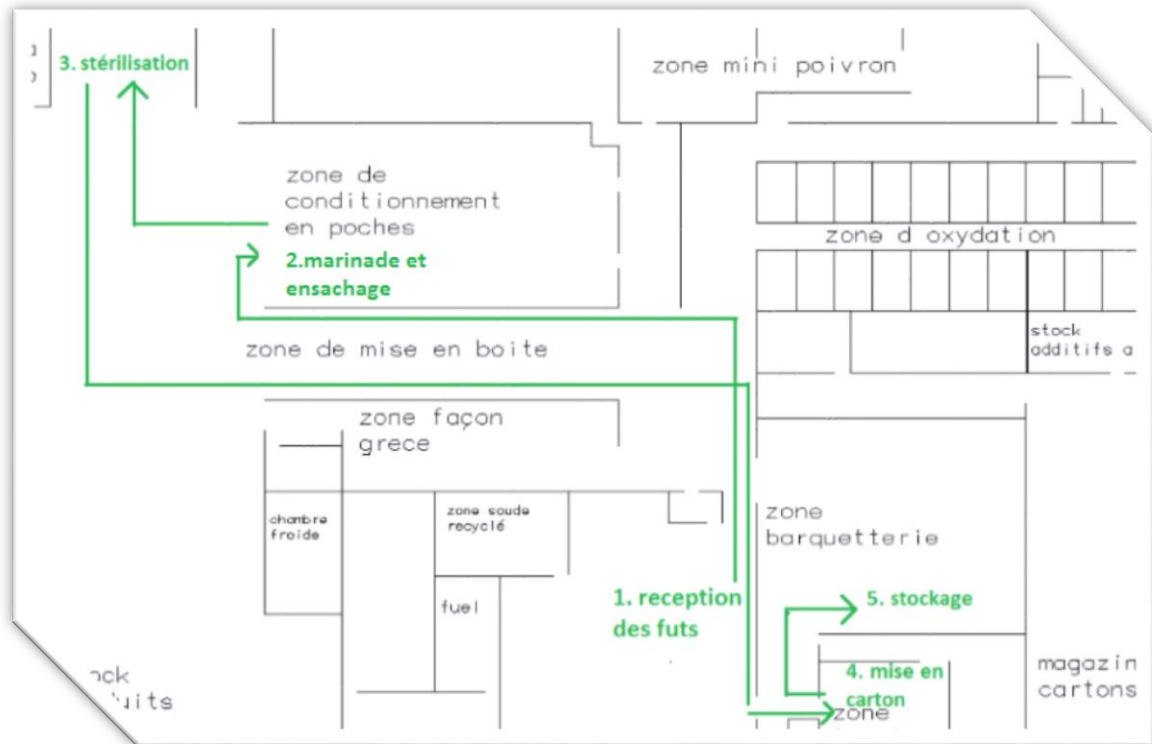 3. stérilisation
zone mini poivron
zone de
conditionnement
en poches
2.marinade et
ensachage
zone d oxydation
stock
additifs a
zone de mise en boite
zone façon
grece
chambre
froide
zone soude
recyclé
fuel
zone
barquetterie
1. reception
des futs
5. stockage
4. mise en
carton
zone
magazin
cartons